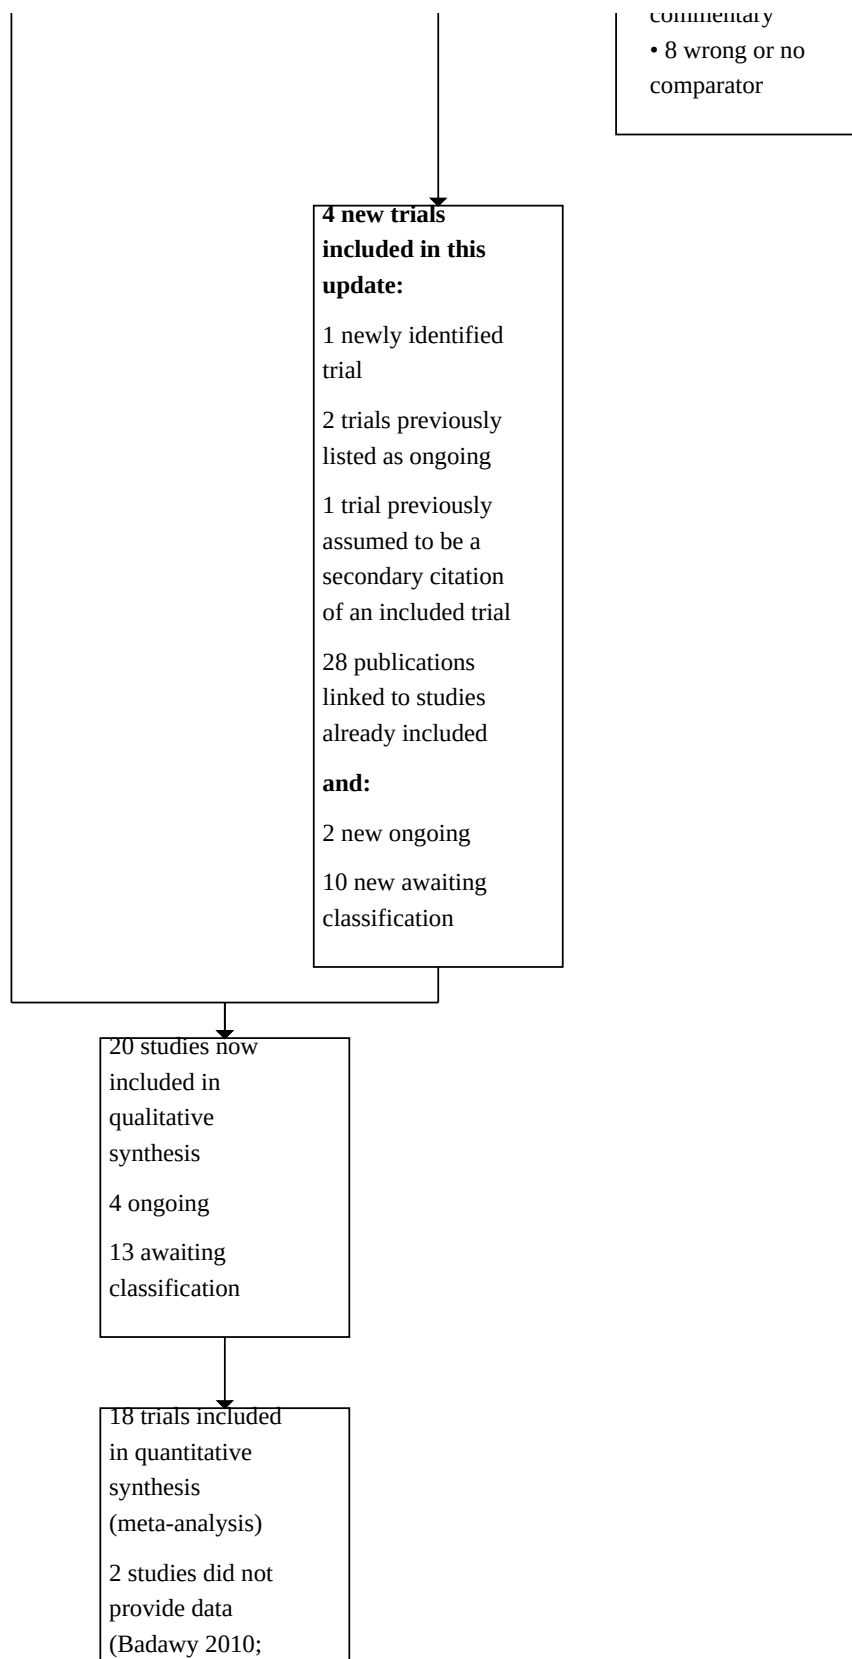 commentary
• 8 wrong or no
comparator
4 new trials
included in this
update:
1 newly identified
trial
2 trials previously
listed as ongoing
1 trial previously
assumed to be a
secondary citation
of an included trial
28 publications
linked to studies
already included
and:
2 new ongoing
10 new awaiting
classification
20 studies now
included in
qualitative
synthesis
4 ongoing
13 awaiting
classification
18 trials included
in quantitative
synthesis
(meta-analysis)
2 studies did not
provide data
(Badawy 2010;